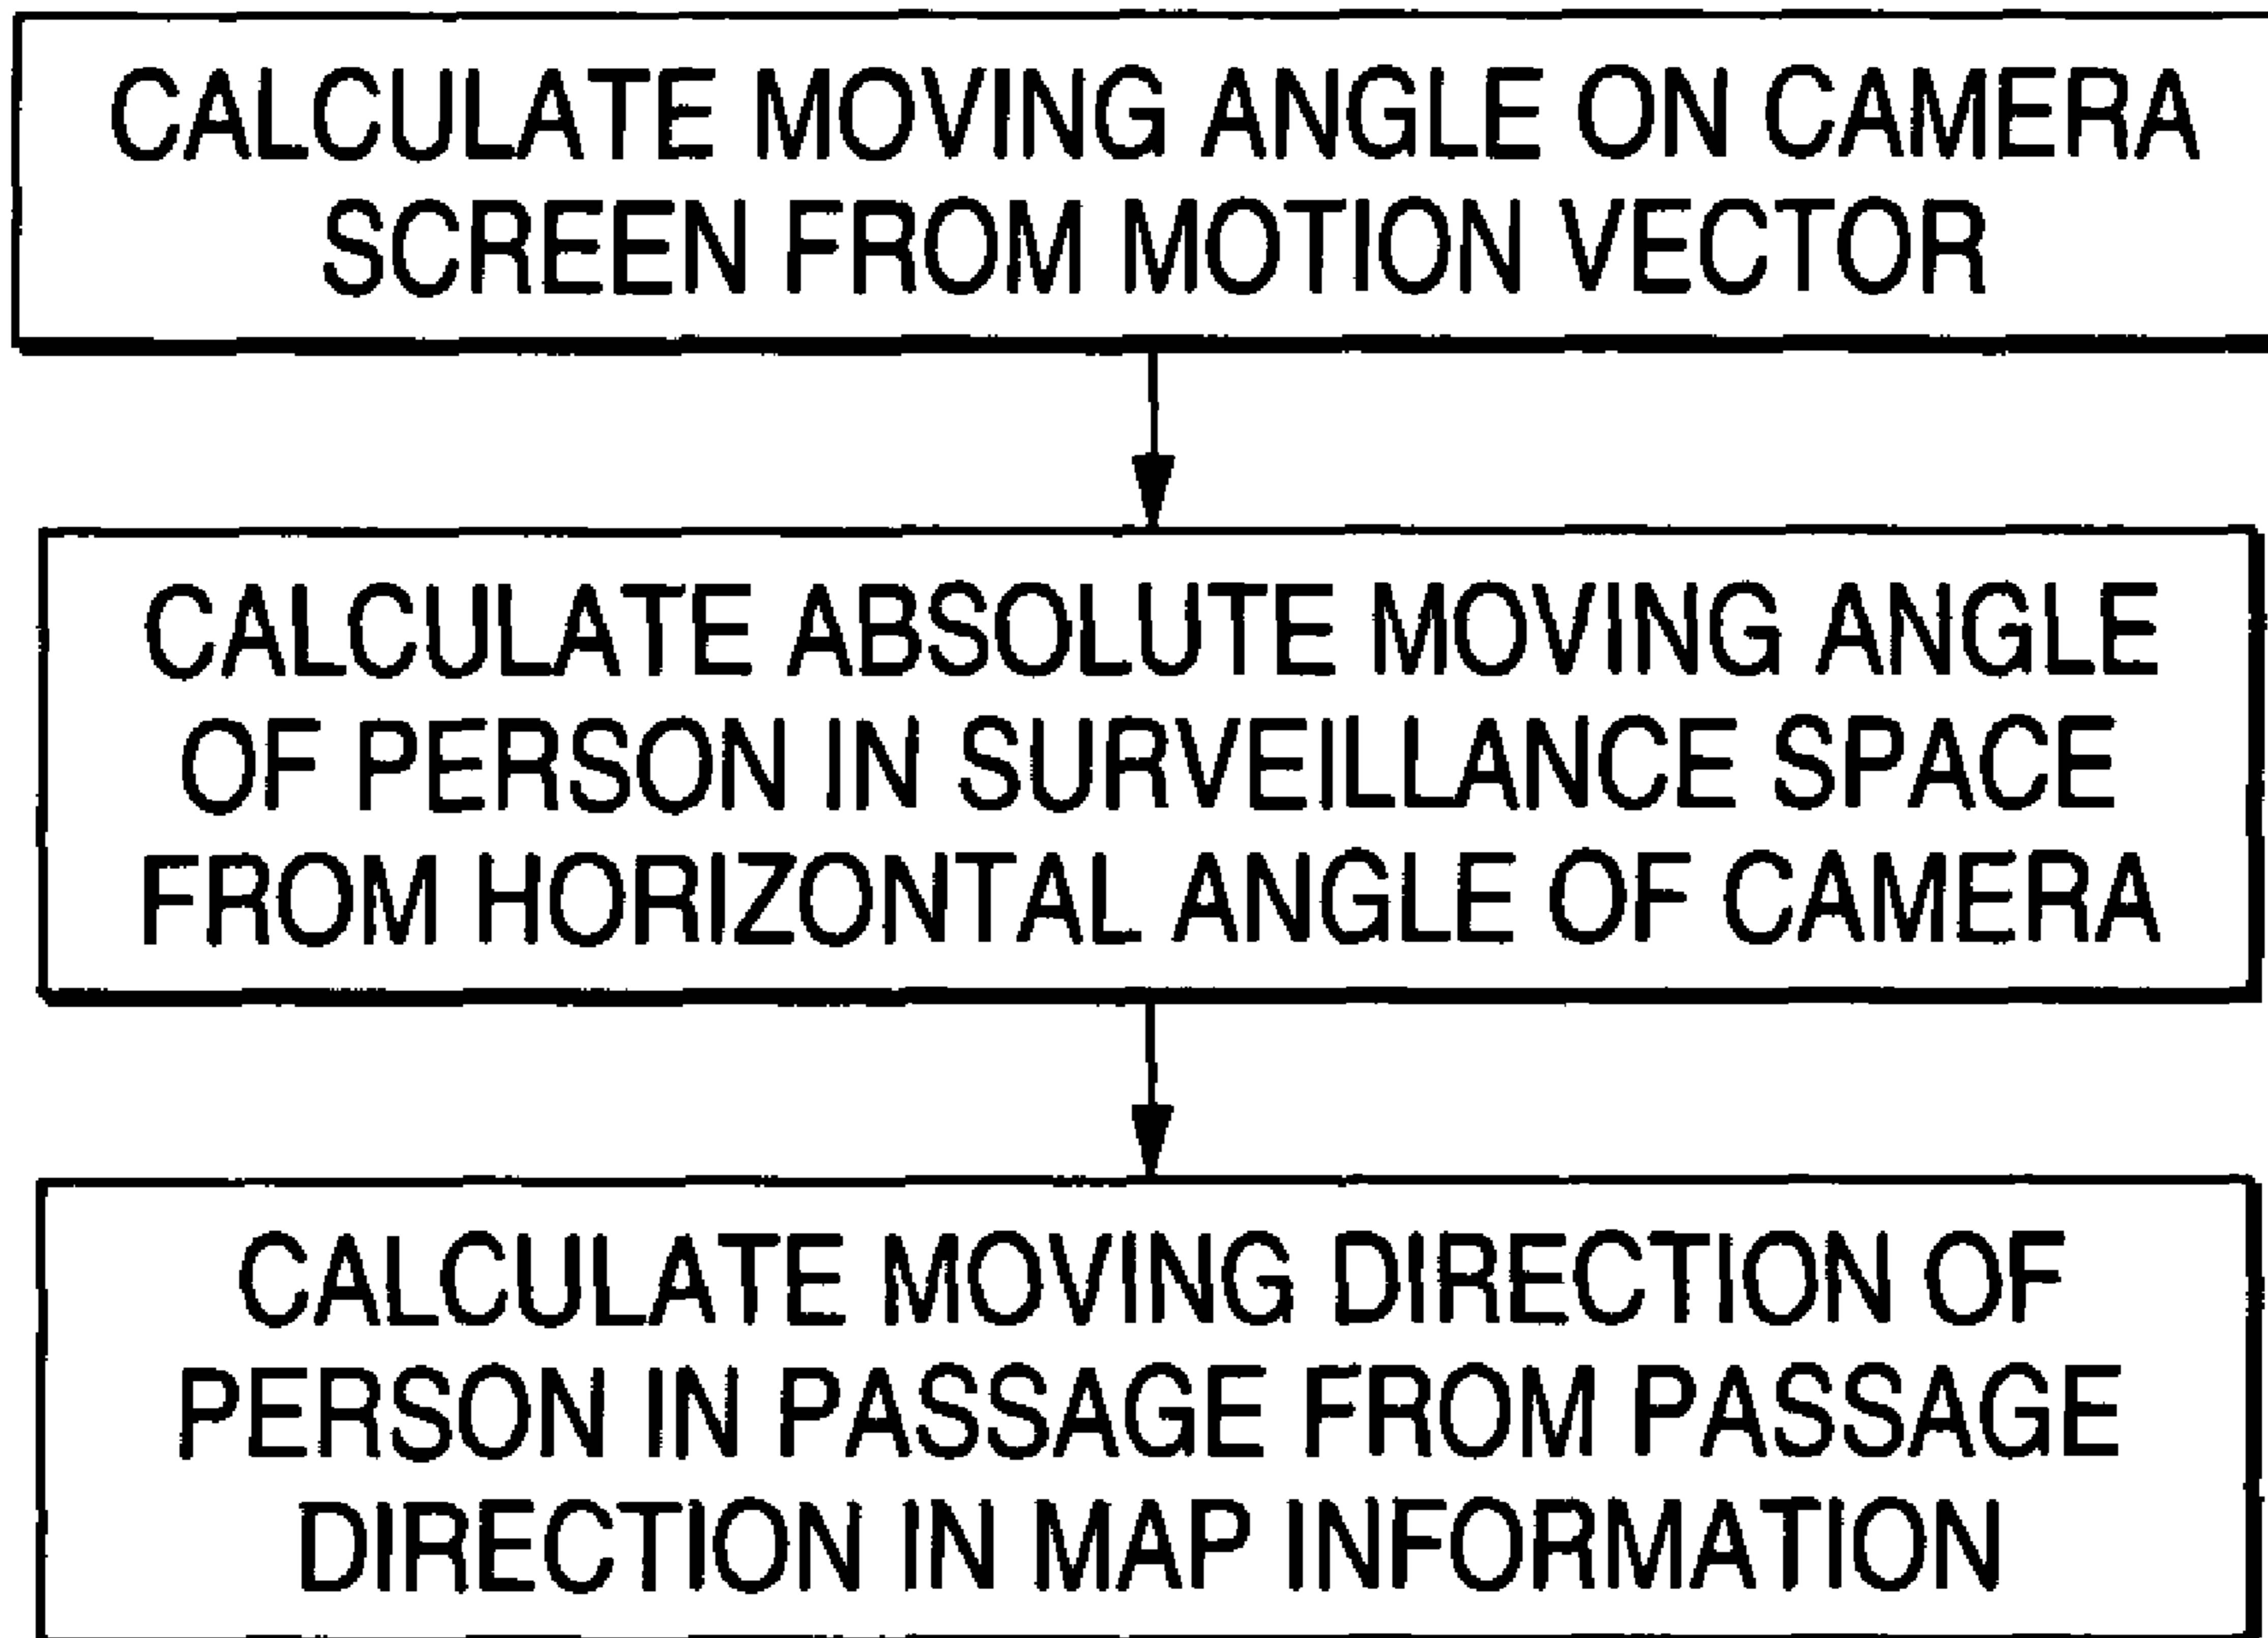 CALCULATE MOVING ANGLE ON CAMERA
SCREEN FROM MOTION VECTOR
CALCULATE ABSOLUTE MOVING ANGLE
OF PERSON IN SURVEILLANCE SPACE
FROM HORIZONTAL ANGLE OF CAMERA
CALCULATE MOVING DIRECTION OF
PERSON IN PASSAGE FROM PASSAGE
DIRECTION IN MAP INFORMATION